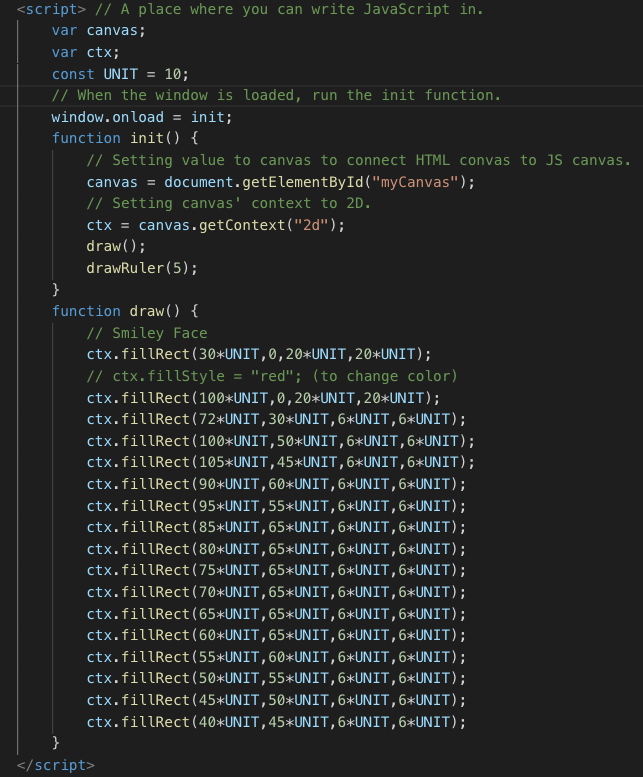 <script> // A place where you can write JavaScript in.
var canvas;
var ctx;
const UNIT = 10;
// When the window is loaded, run the init function.
window.onload = init;
function init() {
// Setting value to canvas to connect HTML convas to JS canvas.
canvas = document.getElementById("myCanvas");
// Setting canvas' context to 2D.
ctx = canvas.getContext("2d");
draw();
drawRuler(5);
}
function draw() {
// Smiley Face
ctx.fillRect(30*UNIT,0,20*UNIT,20*UNIT);
// ctx.fillStyle = "red"; (to change color)
ctx.fillRect(100*UNIT,0,20*UNIT,20*UNIT);
ctx.fillRect(72*UNIT,30*UNIT,6*UNIT,6*UNIT);
ctx.fillRect(100*UNIT,50*UNIT,6*UNIT,6*UNIT);
ctx.fillRect(105*UNIT,45*UNIT,6*UNIT,6*UNIT);
ctx.fillRect(90*UNIT,60*UNIT,6*UNIT,6*UNIT);
ctx.fillRect(95*UNIT,55*UNIT,6*UNIT,6*UNIT);
ctx.fillRect(85*UNIT,65*UNIT,6*UNIT,6*UNIT);
ctx.fillRect(80*UNIT,65*UNIT,6*UNIT,6*UNIT);
ctx.fillRect(75*UNIT,65*UNIT,6*UNIT,6*UNIT);
ctx.fillRect(70*UNIT,65*UNIT,6*UNIT,6*UNIT);
ctx.fillRect(65*UNIT,65*UNIT,6*UNIT,6*UNIT);
ctx.fillRect(60*UNIT,65*UNIT,6*UNIT,6*UNIT);
ctx.fillRect(55*UNIT,60*UNIT,6*UNIT,6*UNIT);
ctx.fillRect(50*UNIT,55*UNIT,6*UNIT,6*UNIT);
ctx.fillRect(45*UNIT,50*UNIT,6*UNIT,6*UNIT);
ctx.fillRect(40*UNIT,45*UNIT,6*UNIT,6*UNIT);
}
</script>